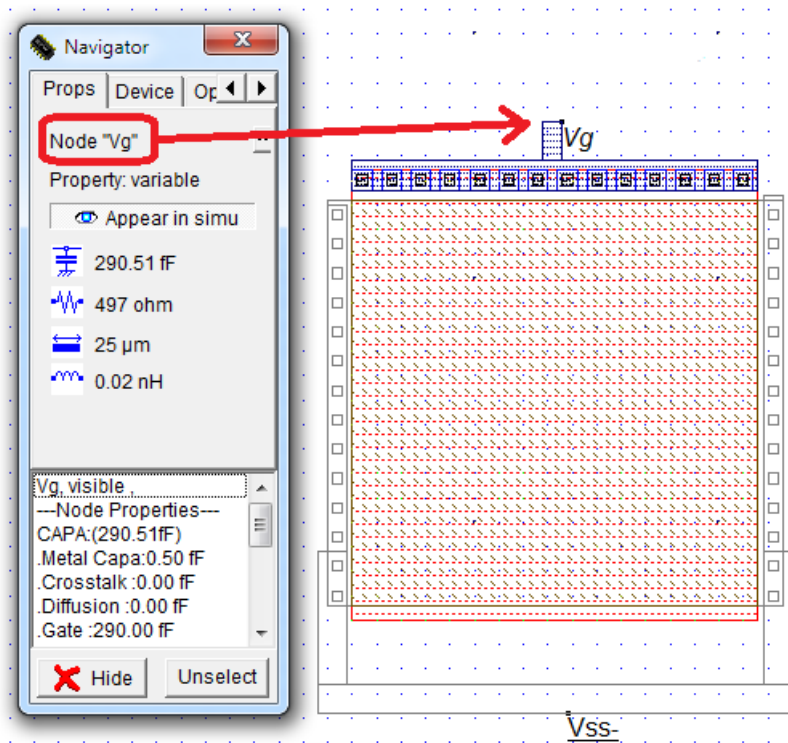 Navigator
Props Device Op
Node "Vg"
Property: variable
Appear in simu
290.51 fF
497 ohm
25 µm
0.02 nH
Vg, visible ,
---Node Properties---
CAPA:(290.51fF)
.Metal Capa:0.50 fF
.Crosstalk :0.00 fF
.Diffusion :0.00 fF
.Gate :290.00 fF
Hide Unselect
Vg
Vss-